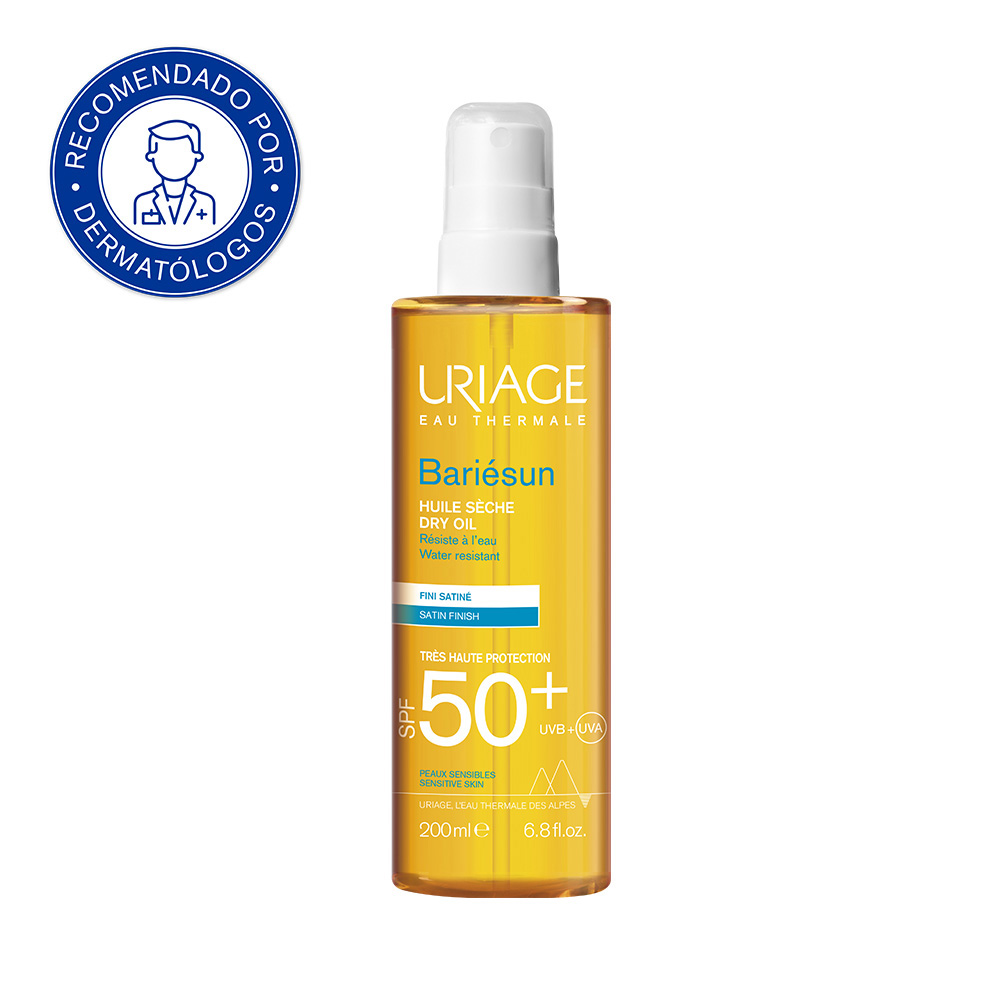 RECOMENDADO POR
DERMATÓLOGOS
URIAGE
EAU THERMALE
Bariésun
HUILE SÈCHE
DRY OIL
Résiste à l'eau
Water resistant
FINI SATINÉ
SATIN FINISH
TRÈS HAUTE PROTECTION
SPF 50+
UVB + UVA
PEAUX SENSIBLES
SENSITIVE SKIN
URIAGE, L'EAU THERMALE DES ALPES
200 ml e 6.8 fl.oz.